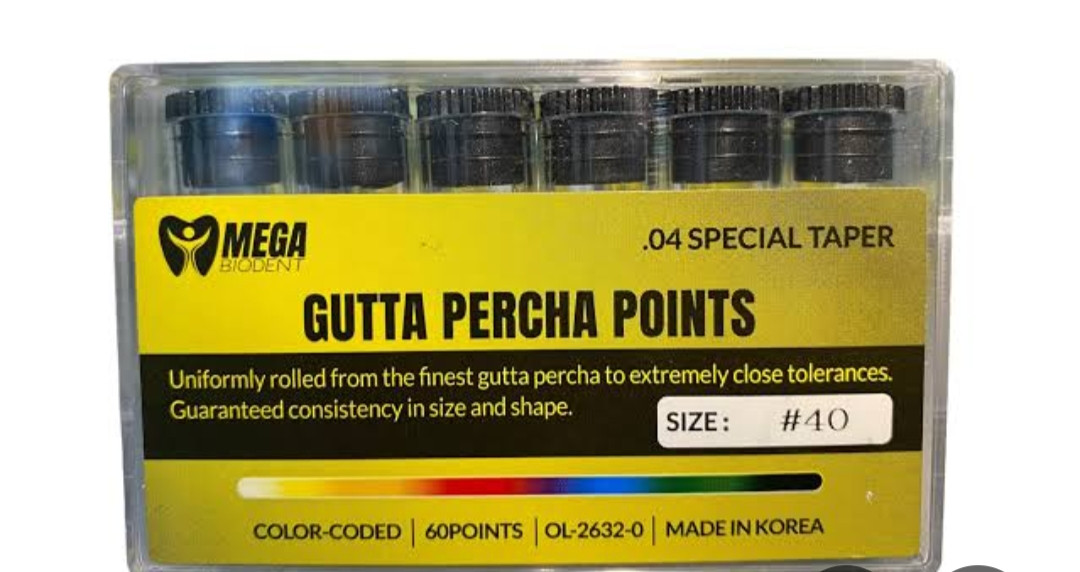 MEGA
BIODENT
.04 SPECIAL TAPER
GUTTA PERCHA POINTS
Uniformly rolled from the finest gutta percha to extremely close tolerances.
Guaranteed consistency in size and shape.
SIZE: #40
COLOR-CODED | 60POINTS | OL-2632-0 | MADE IN KOREA